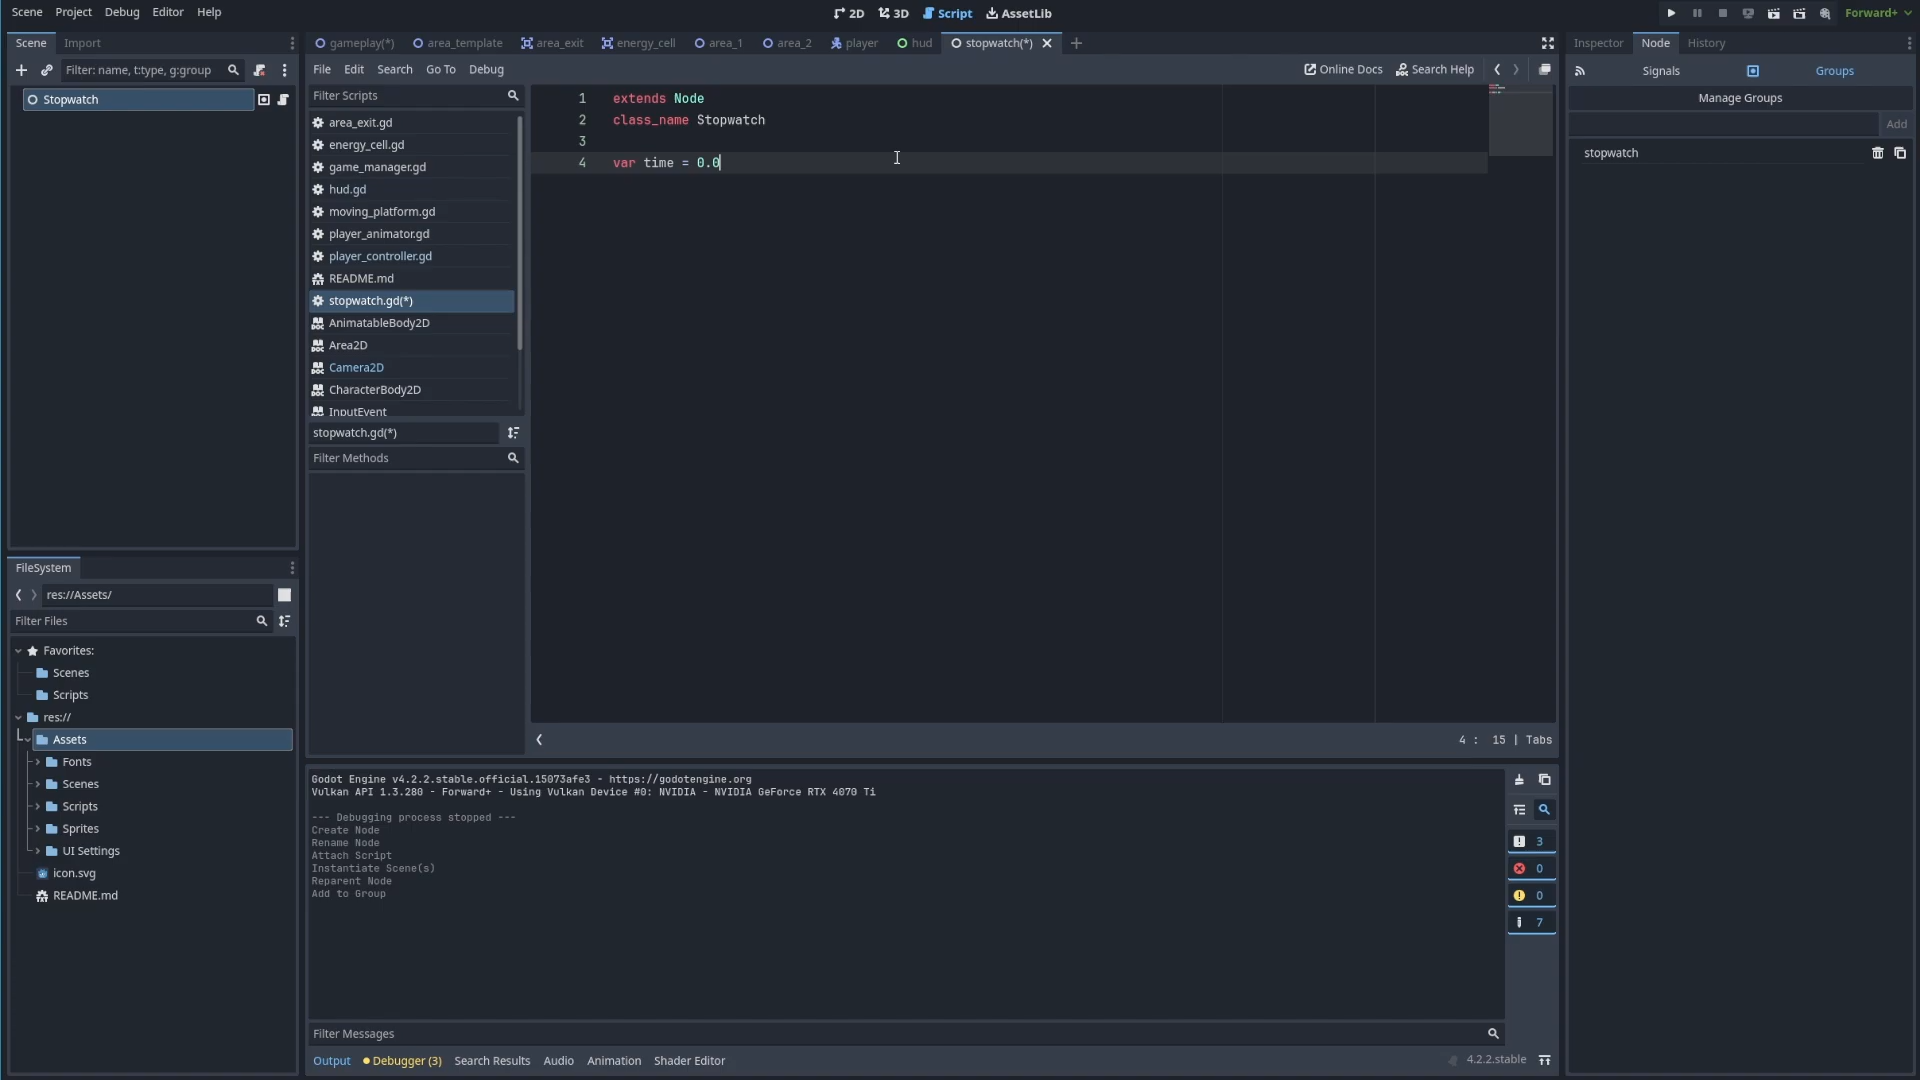 Scene Project Debug Editor Help
2D 3D Script AssetLib
Forward+
Scene Import
Filter: name, t:type, g:group
Stopwatch
gameplay(*) area_template area_exit energy_cell area_1 area_2 player hud stopwatch(*)
File Edit Search Go To Debug
Online Docs Search Help
Filter Scripts
area_exit.gd
energy_cell.gd
game_manager.gd
hud.gd
moving_platform.gd
player_animator.gd
player_controller.gd
README.md
stopwatch.gd(*)
AnimatableBody2D
Area2D
Camera2D
CharacterBody2D
InputEvent
stopwatch.gd(*)
Filter Methods
1 extends Node
2 class_name Stopwatch
3
4 var time = 0.0
4 : 15 | Tabs
Inspector Node History
Signals Groups
Manage Groups
Add
stopwatch
FileSystem
res://Assets/
Filter Files
Favorites:
Scenes
Scripts
res://
Assets
Fonts
Scenes
Scripts
Sprites
UI Settings
icon.svg
README.md
Godot Engine v4.2.2.stable.official.15073afe3 - https://godotengine.org
Vulkan API 1.3.280 - Forward+ - Using Vulkan Device #0: NVIDIA - NVIDIA GeForce RTX 4070 Ti
--- Debugging process stopped ---
Create Node
Rename Node
Attach Script
Instantiate Scene(s)
Reparent Node
Add to Group
3
0
0
7
Filter Messages
Output Debugger (3) Search Results Audio Animation Shader Editor
4.2.2.stable